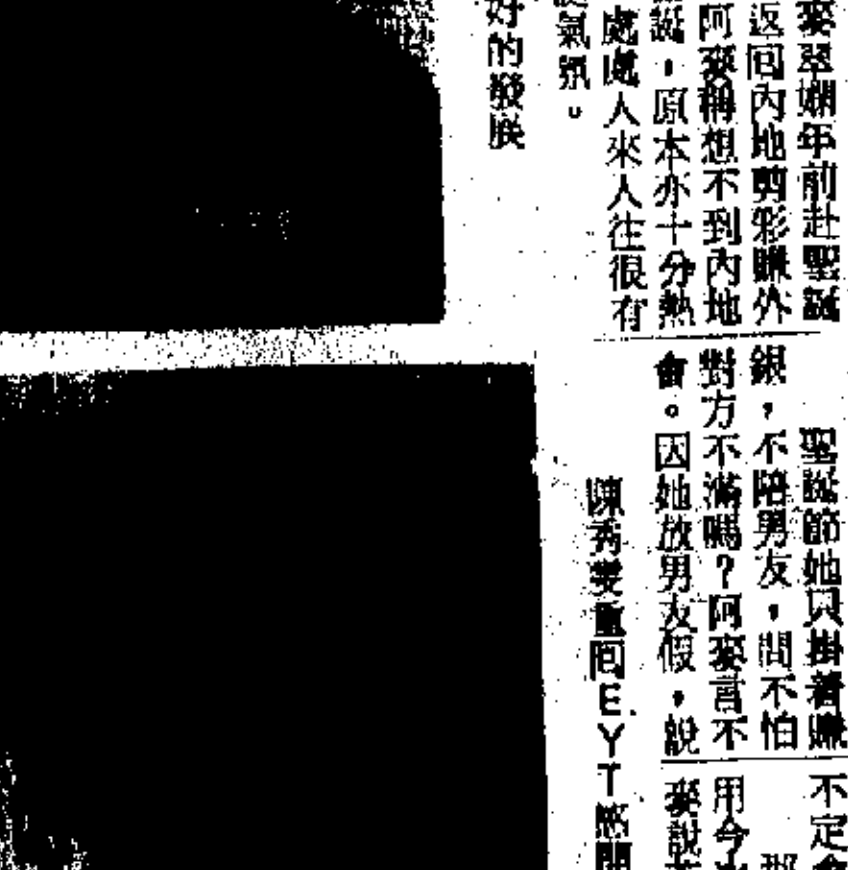 麥翠嫻年前赴聖誕
返回內地剪彩賺外
阿麥稱想不到內地
誕，原本亦十分熱
處處人來人往很有
氣氛。
好的發展
聖誕節她只掛着賺
銀，不陪男友，問不怕
對方不滿嗎？阿麥言不
會。因她放男友假，說
不定會
用今
麥說
陳秀雯重回EYT感開